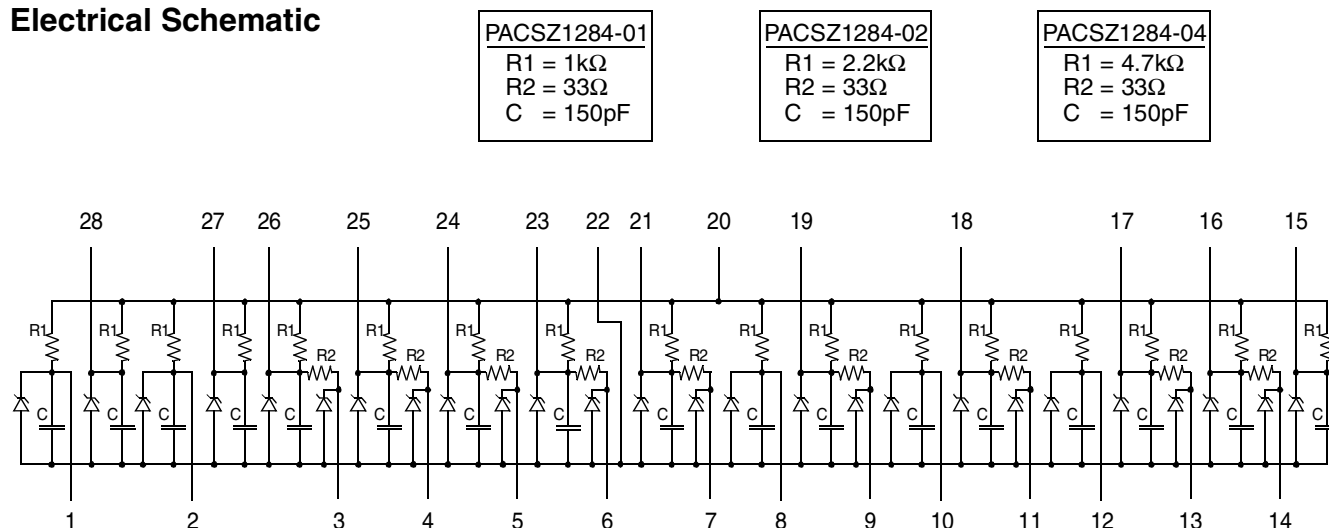 Electrical Schematic
PACSZ1284-01
R1 = 1kΩ
R2 = 33Ω
C = 150pF
PACSZ1284-02
R1 = 2.2kΩ
R2 = 33Ω
C = 150pF
PACSZ1284-04
R1 = 4.7kΩ
R2 = 33Ω
C = 150pF
28 27 26 25 24 23 22 21 20 19 18 17 16 15
R1 R1 R1 R1 R1 R1 R1 R1 R1 R1 R1 R1 R1 R1 R1 R1 R1
R2 R2 R2 R2 R2 R2 R2 R2 R2
C C C C C C C C C C C C C C C C C
1 2 3 4 5 6 7 8 9 10 11 12 13 14